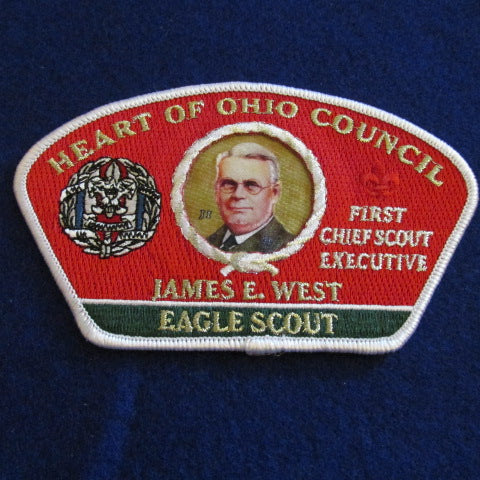 HEART OF OHIO COUNCIL
FIRST
CHIEF SCOUT
EXECUTIVE
JAMES E. WEST
EAGLE SCOUT